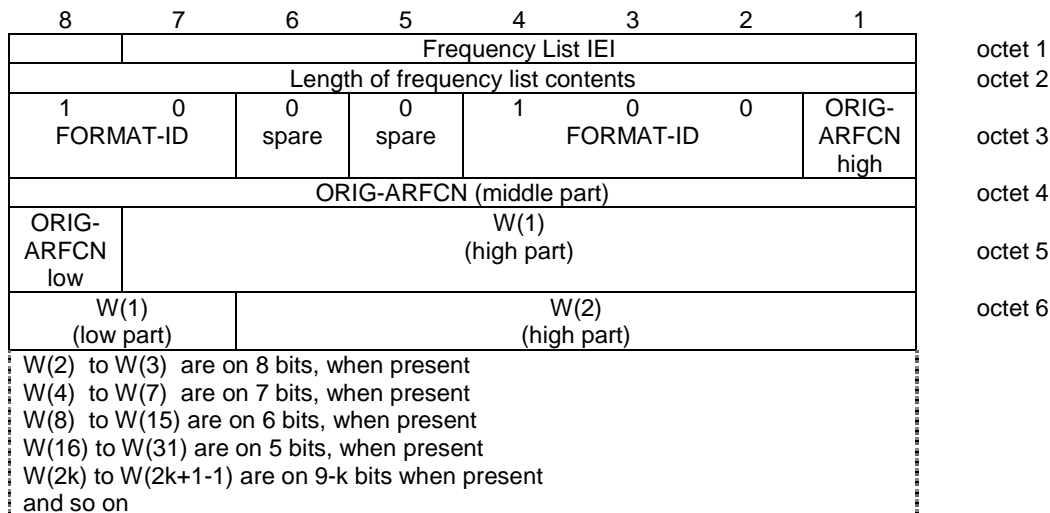 8 7 6 5 4 3 2 1
Frequency List IEI octet 1
Length of frequency list contents octet 2
1 0 0 0 1 0 0 ORIG-
FORMAT-ID spare spare FORMAT-ID ARFCN octet 3
high
ORIG-ARFCN (middle part) octet 4
ORIG- W(1)
ARFCN (high part) octet 5
low
W(1) W(2) octet 6
(low part) (high part)
W(2) to W(3) are on 8 bits, when present
W(4) to W(7) are on 7 bits, when present
W(8) to W(15) are on 6 bits, when present
W(16) to W(31) are on 5 bits, when present
W(2k) to W(2k+1-1) are on 9-k bits when present
and so on